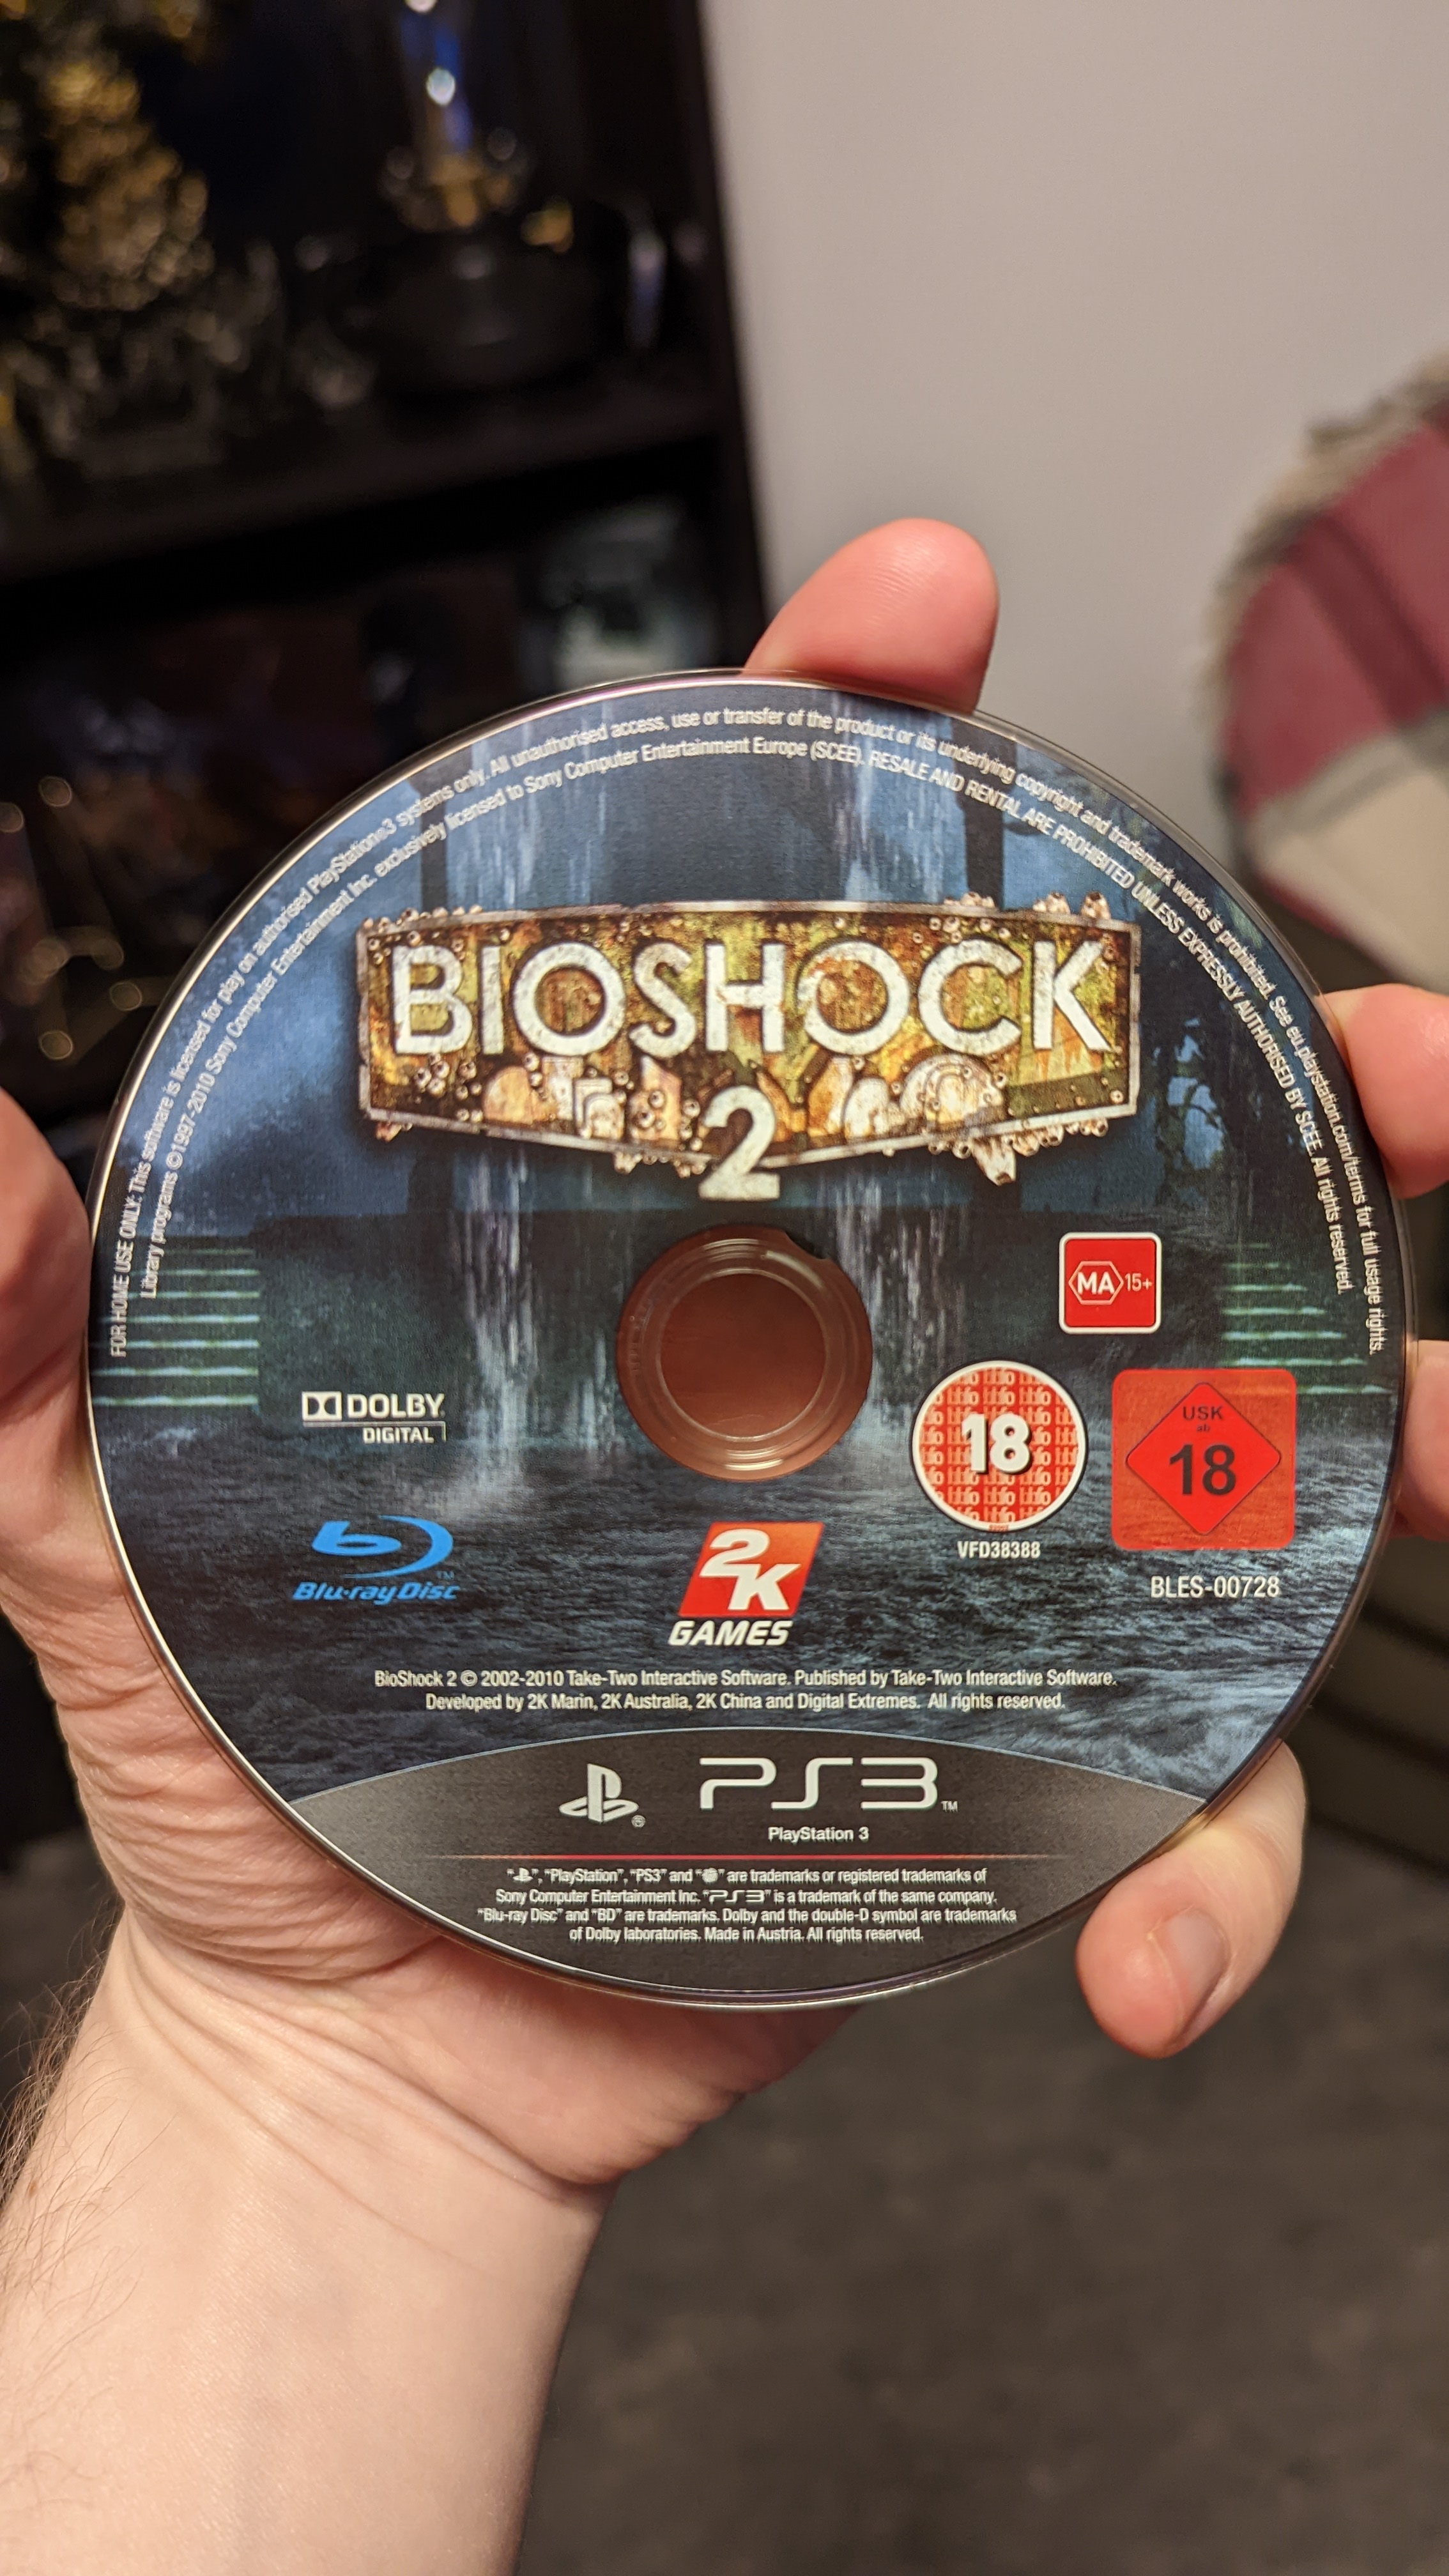 FOR HOME USE ONLY: This software is licensed for play on authorised PlayStation®3 systems only. All unauthorised access, use or transfer of the product or its underlying copyright and trademark works is prohibited. See eu.playstation.com/terms for full usage rights.
Library programs ©1997-2010 Sony Computer Entertainment Inc. exclusively licensed to Sony Computer Entertainment Europe (SCEE). RESALE AND RENTAL ARE PROHIBITED UNLESS EXPRESSLY AUTHORISED BY SCEE. All rights reserved.
BIOSHOCK
2
MA 15+
DOLBY
DIGITAL
18
USK
ab
18
VFD38388
BLES-00728
Blu-ray Disc™
2K
GAMES
BioShock 2 © 2002-2010 Take-Two Interactive Software. Published by Take-Two Interactive Software.
Developed by 2K Marin, 2K Australia, 2K China and Digital Extremes. All rights reserved.
PS3™
PlayStation 3
“ ”, “PlayStation”, “PS3” and “ ” are trademarks or registered trademarks of
Sony Computer Entertainment Inc. “PS3” is a trademark of the same company.
“Blu-ray Disc” and “BD” are trademarks. Dolby and the double-D symbol are trademarks
of Dolby laboratories. Made in Austria. All rights reserved.